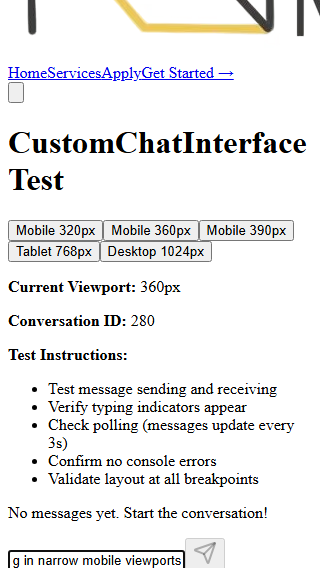 HomeServicesApplyGet Started →
CustomChatInterface
Test
Mobile 320px Mobile 360px Mobile 390px
Tablet 768px Desktop 1024px
Current Viewport: 360px
Conversation ID: 280
Test Instructions:
• Test message sending and receiving
• Verify typing indicators appear
• Check polling (messages update every
3s)
• Confirm no console errors
• Validate layout at all breakpoints
No messages yet. Start the conversation!
g in narrow mobile viewports